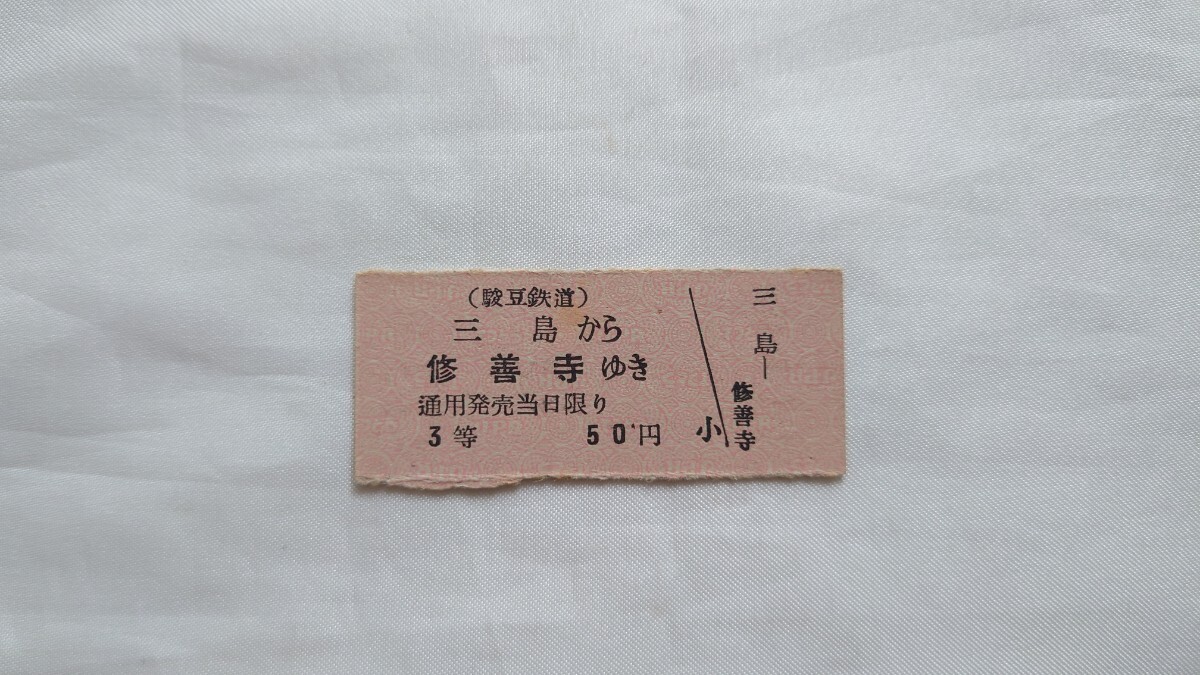 (駿豆鉄道)
三島から
修善寺ゆき
通用発売当日限り
3等 50円
小
三島―
修善寺